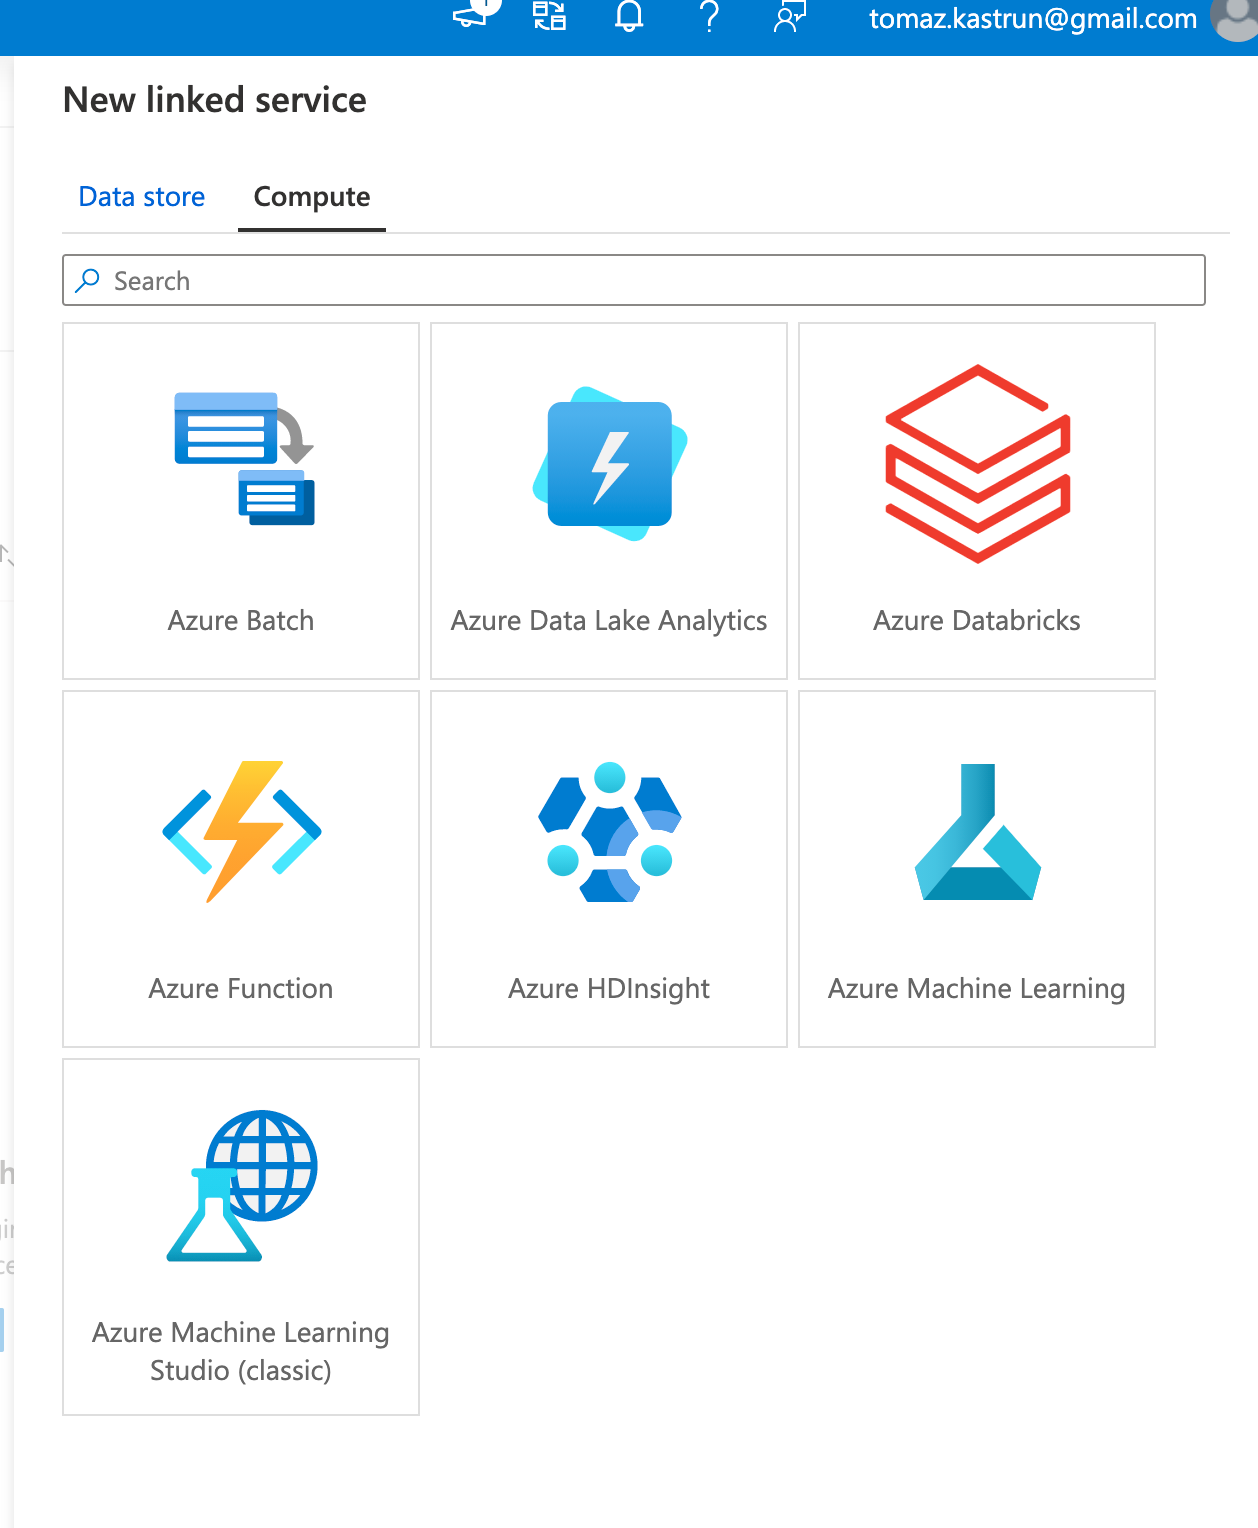 1
tomaz.kastrun@gmail.com
New linked service
Data store
Compute
Search
Azure Batch
Azure Data Lake Analytics
Azure Databricks
Azure Function
Azure HDInsight
Azure Machine Learning
Azure Machine Learning
Studio (classic)